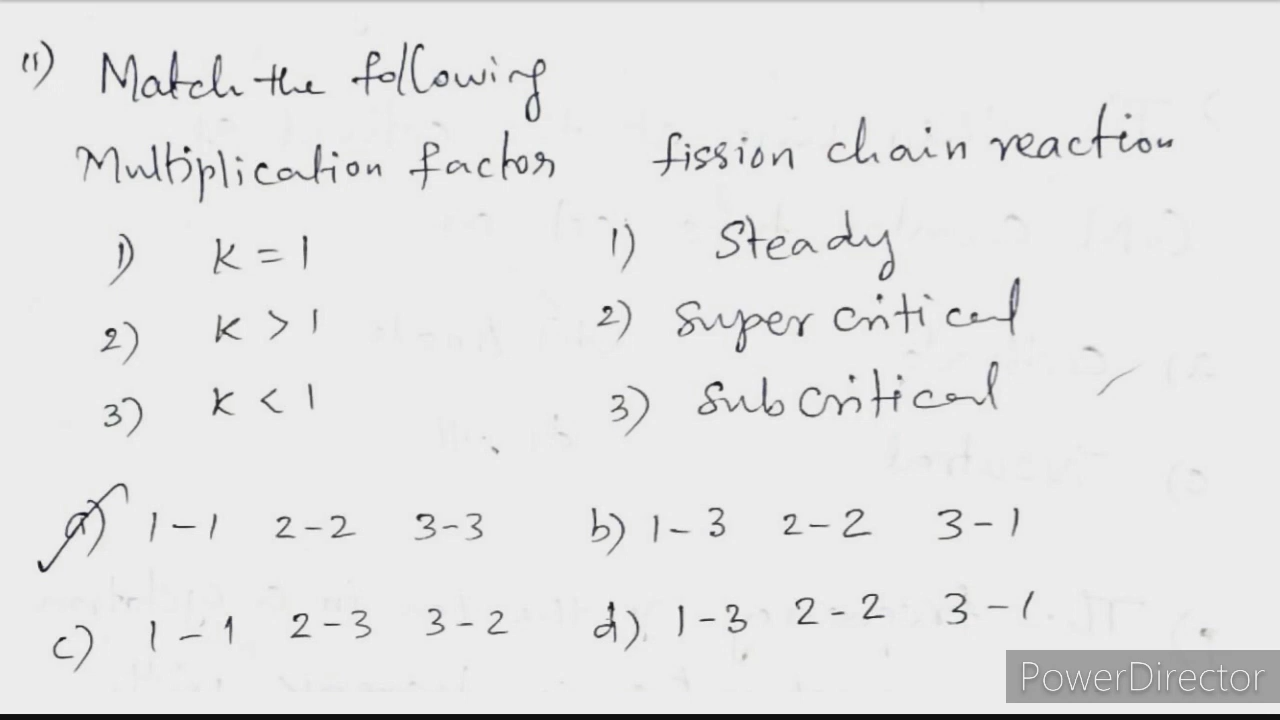 11) Match the following
Multiplication factor fission chain reaction
1) K = 1 1) Steady
2) K > 1 2) Super critical
3) K < 1 3) Subcritical
a) 1-1 2-2 3-3 b) 1-3 2-2 3-1
c) 1-1 2-3 3-2 d) 1-3 2-2 3-1
PowerDirector